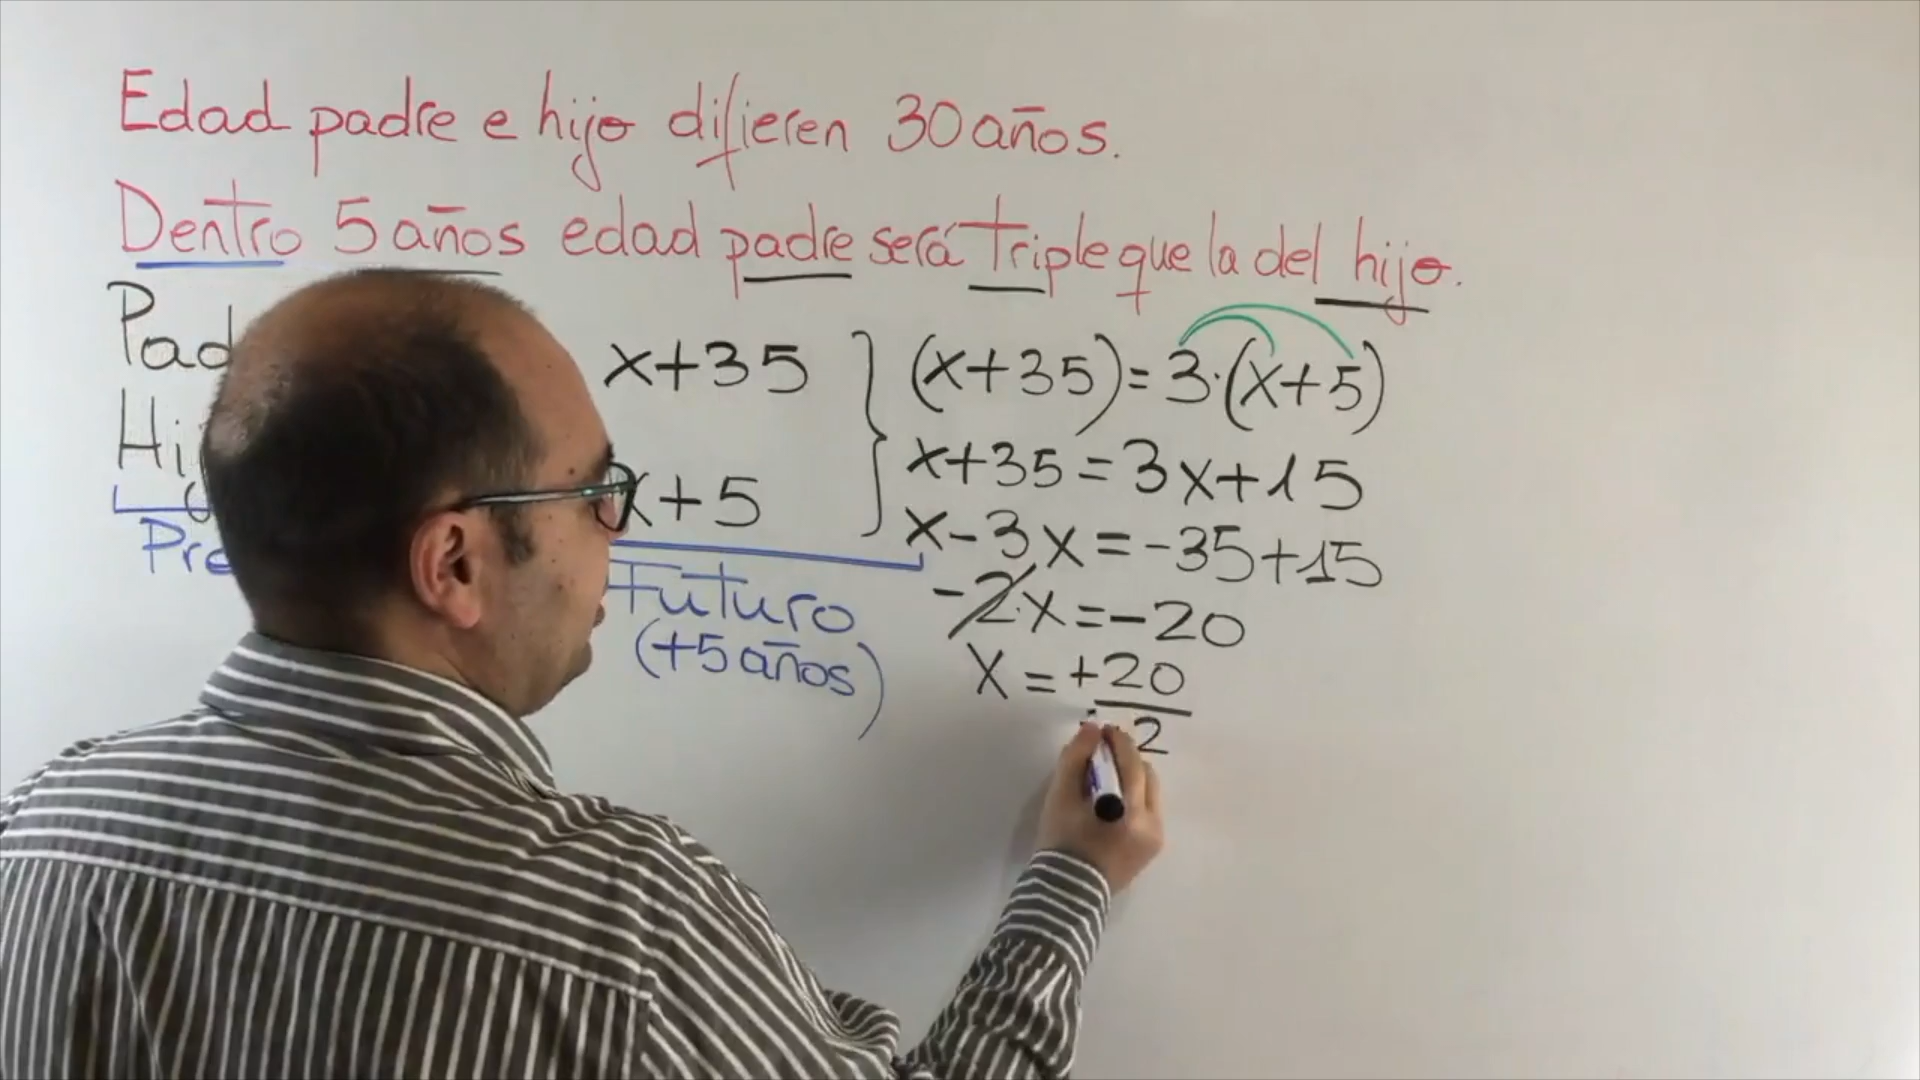 Edad padre e hijo difieren 30 años.
Dentro 5 años edad padre será triple que la del hijo.
x+35
x+5
Futuro
(+5 años)
(x+35)=3·(x+5)
x+35=3x+15
x-3x=-35+15
-2·x=-20
x=+20
2